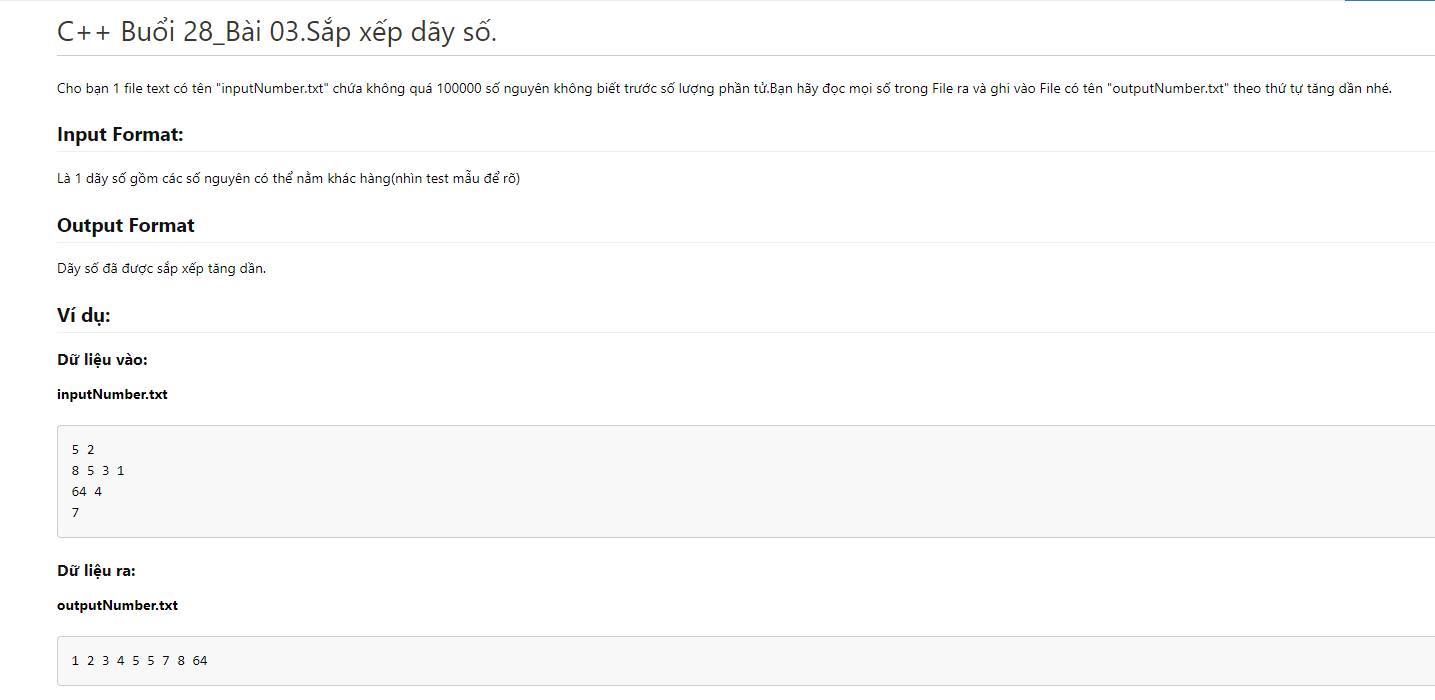 C++ Buổi 28_Bài 03.Sắp xếp dãy số.
Cho bạn 1 file text có tên "inputNumber.txt" chứa không quá 100000 số nguyên không biết trước số lượng phần tử.Bạn hãy đọc mọi số trong File ra và ghi vào File có tên "outputNumber.txt" theo thứ tự tăng dần nhé.
Input Format:
Là 1 dãy số gồm các số nguyên có thể nằm khác hàng(nhìn test mẫu để rõ)
Output Format
Dãy số đã được sắp xếp tăng dần.
Ví dụ:
Dữ liệu vào:
inputNumber.txt
5 2
8 5 3 1
64 4
7
Dữ liệu ra:
outputNumber.txt
1 2 3 4 5 5 7 8 64